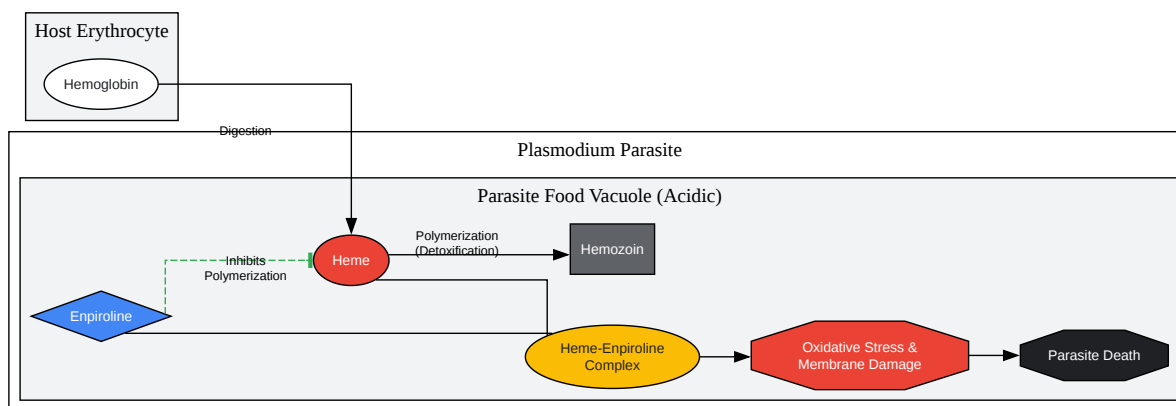 Host Erythrocyte
Hemoglobin
Digestion
Plasmodium Parasite
Parasite Food Vacuole (Acidic)
Polymerization
(Detoxification)
Hemozoin
Heme
Inhibits
Polymerization
Enpiroline
Heme-Enpiroline
Complex
Oxidative Stress &
Membrane Damage
Parasite Death